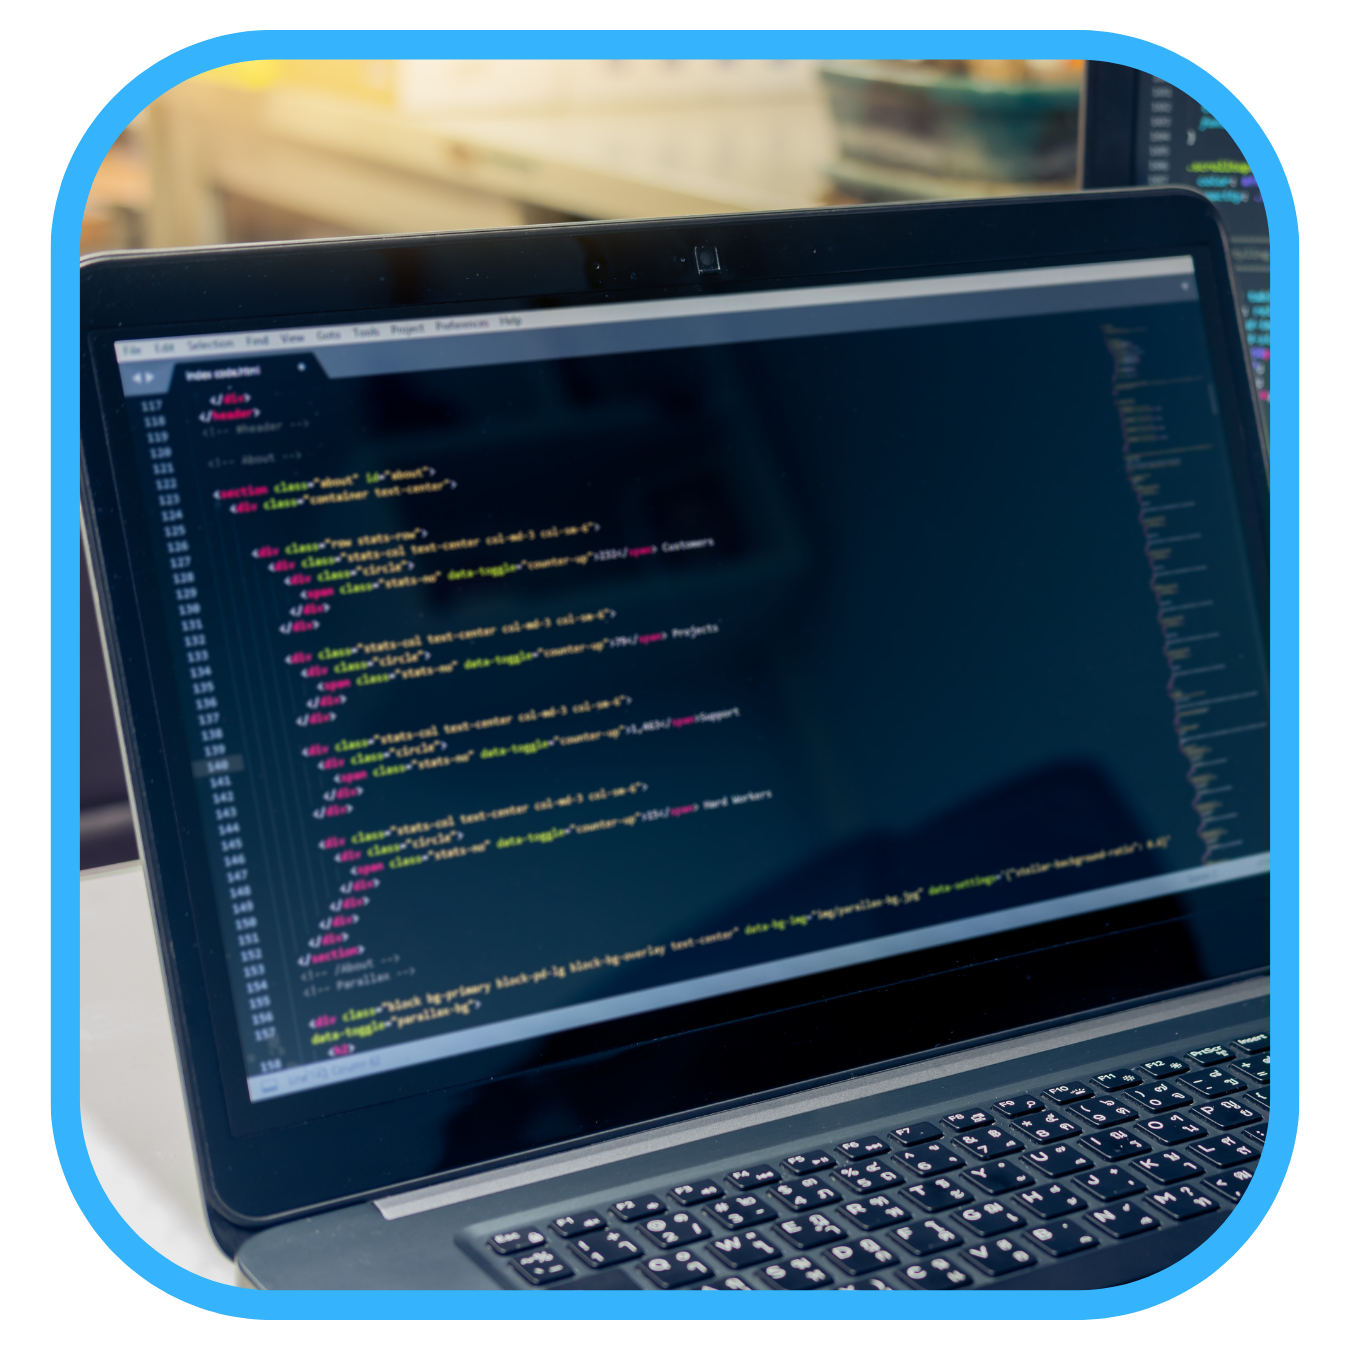 File Edit Selection Find View Goto Tools Project Preferences Help
index code.html
117 </div>
118 </header>
119 <!-- #header -->
120
121 <!-- About -->
122
123 <section class="about" id="about">
124 <div class="container text-center">
125
126
127 <div class="row stats-row">
128 <div class="stats-col text-center col-md-3 col-sm-6">
129 <div class="circle">
130 <span class="stats-no" data-toggle="counter-up">232</span> Customers
131 </div>
132 </div>
133
134 <div class="stats-col text-center col-md-3 col-sm-6">
135 <div class="circle">
136 <span class="stats-no" data-toggle="counter-up">79</span> Projects
137 </div>
138 </div>
139
140 <div class="stats-col text-center col-md-3 col-sm-6">
141 <div class="circle">
142 <span class="stats-no" data-toggle="counter-up">1,463</span>Support
143 </div>
144 </div>
145
146 <div class="stats-col text-center col-md-3 col-sm-6">
147 <div class="circle">
148 <span class="stats-no" data-toggle="counter-up">15</span> Hard Workers
149 </div>
150 </div>
151 </div>
152 </div>
153 </section>
154 <!-- /About -->
155 <!-- Parallax -->
156
157 <div class="block bg-primary block-pd-lg block-bg-overlay text-center" data-bg-img="img/parallax-bg.jpg" data-settings='{"stellar-background-ratio": 0.6}'
data-toggle="parallax-bg">
158 <h2>
Esc F1 F2 F3 F4 F5 F6 F7 F8 F9 F10 F11 F12 PrtScr Insert
! 1 @ 2 # 3 $ 4 % 5 ^ 6 & 7 * 8 ( 9 ) 0
Q W E R T Y U I O P
A S D F G H J K L
C V B N M